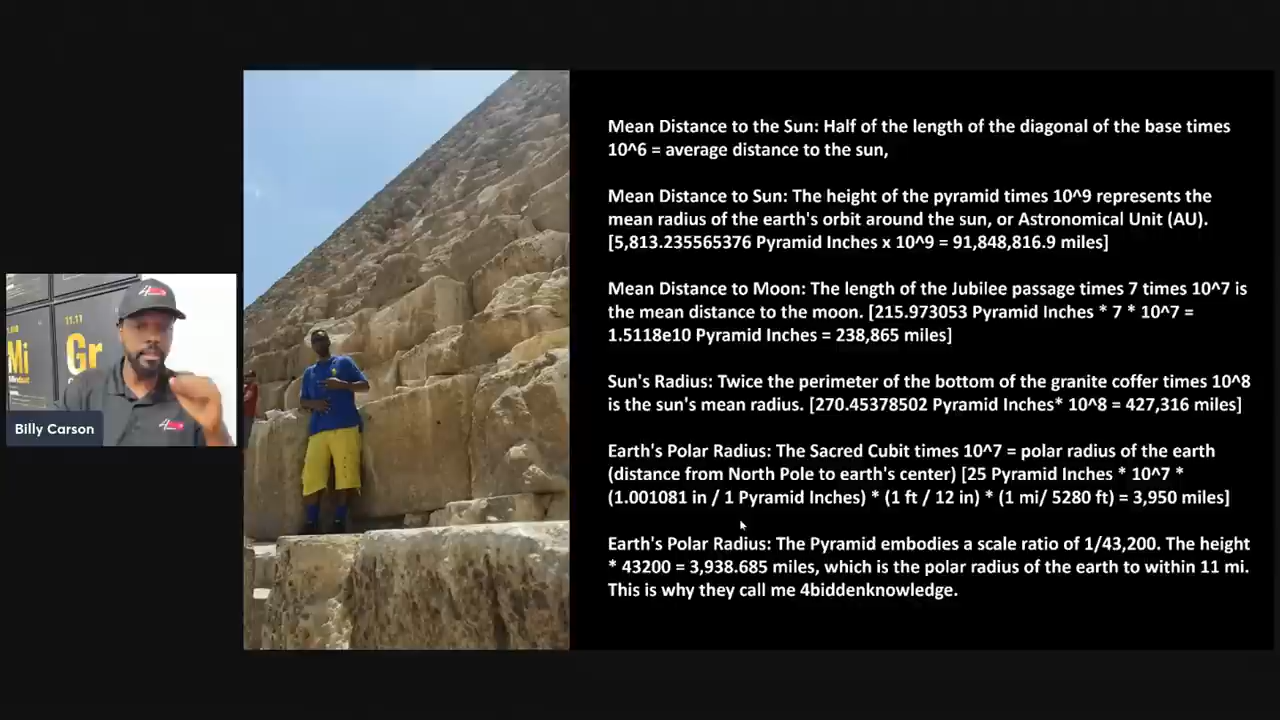 Mean Distance to the Sun: Half of the length of the diagonal of the base times
10^6 = average distance to the sun,
Mean Distance to Sun: The height of the pyramid times 10^9 represents the
mean radius of the earth's orbit around the sun, or Astronomical Unit (AU).
[5,813.235565376 Pyramid Inches x 10^9 = 91,848,816.9 miles]
Mean Distance to Moon: The length of the Jubilee passage times 7 times 10^7 is
the mean distance to the moon. [215.973053 Pyramid Inches * 7 * 10^7 =
1.5118e10 Pyramid Inches = 238,865 miles]
Sun's Radius: Twice the perimeter of the bottom of the granite coffer times 10^8
is the sun's mean radius. [270.45378502 Pyramid Inches* 10^8 = 427,316 miles]
Earth's Polar Radius: The Sacred Cubit times 10^7 = polar radius of the earth
(distance from North Pole to earth's center) [25 Pyramid Inches * 10^7 *
(1.001081 in / 1 Pyramid Inches) * (1 ft / 12 in) * (1 mi/ 5280 ft) = 3,950 miles]
Earth's Polar Radius: The Pyramid embodies a scale ratio of 1/43,200. The height
* 43200 = 3,938.685 miles, which is the polar radius of the earth to within 11 mi.
This is why they call me 4biddenknowledge.
11.11
Mi
Gr
Billy Carson